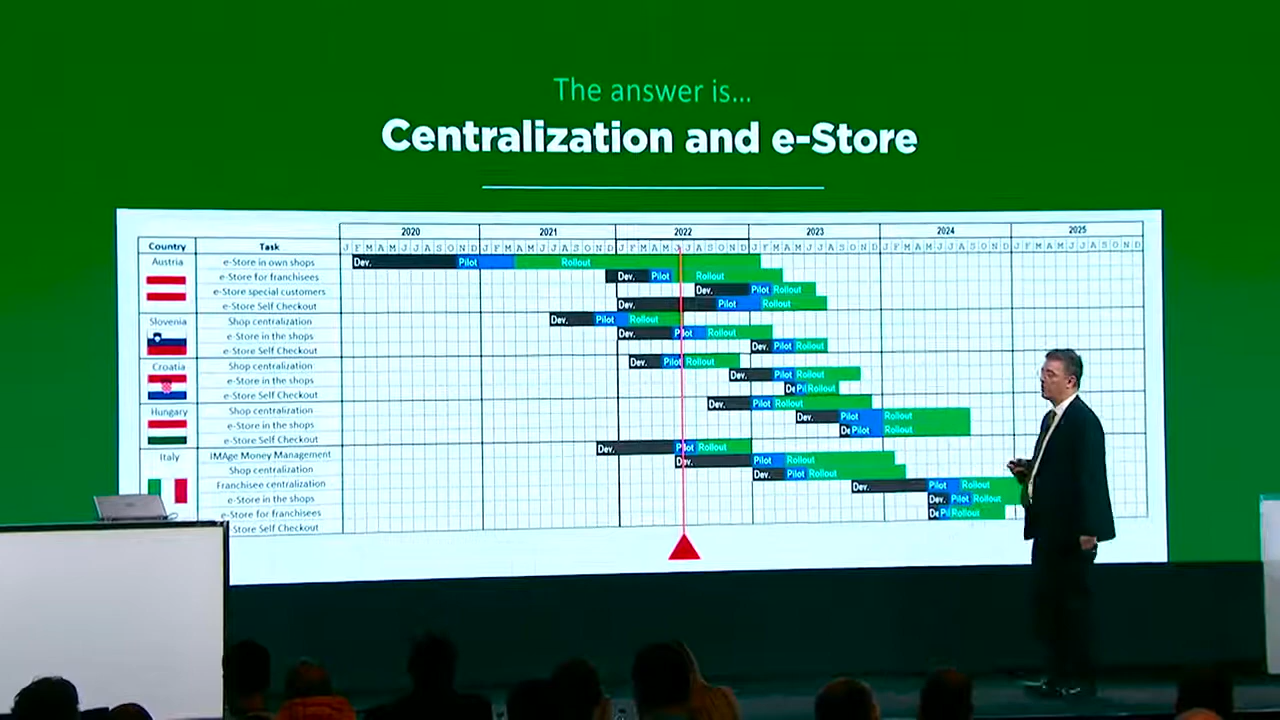 The answer is...
Centralization and e-Store
2020 2021 2022 2023 2024 2025
J F M A M J J A S O N D J F M A M J J A S O N D J F M A M J J A S O N D J F M A M J J A S O N D J F M A M J J A S O N D J F M A M J J A S O N D
Country Task
Austria e-Store in own shops Dev. Pilot Rollout
e-Store for franchisees Dev. Pilot Rollout
e-Store special customers Dev. Pilot Rollout
e-Store Self Checkout Dev. Pilot Rollout
Slovenia Shop centralization Dev. Pilot Rollout
e-Store in the shops Dev. Pilot Rollout
e-Store Self Checkout Dev. Pilot Rollout
Croatia Shop centralization Dev. Pilot Rollout
e-Store in the shops Dev. Pilot Rollout
e-Store Self Checkout De Pil Rollout
Hungary Shop centralization Dev. Pilot Rollout
e-Store in the shops Dev. Pilot Rollout
e-Store Self Checkout De Pilot Rollout
Italy IMAge Money Management Dev. Pilot Rollout
Shop centralization Dev. Pilot Rollout
Franchisee centralization Dev. Pilot Rollout
e-Store in the shops Dev. Pilot Rollout
e-Store for franchisees Dev. Pilot Rollout
Store Self Checkout De Pil Rollout